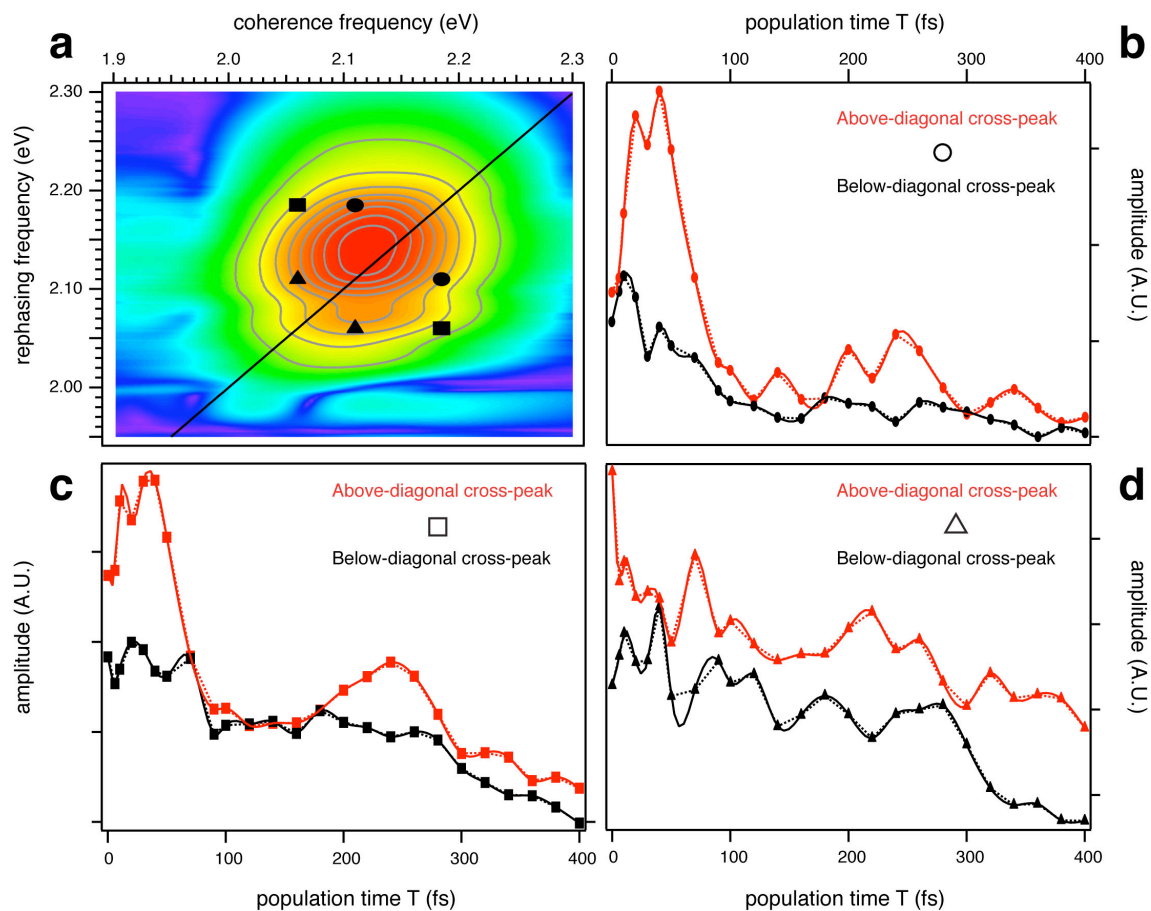 coherence frequency (eV)
a
1.9 2.0 2.1 2.2 2.3
rephasing frequency (eV)
2.30
2.20
2.10
2.00
population time T (fs)
b
0 100 200 300 400
Above-diagonal cross-peak
Below-diagonal cross-peak
amplitude (A.U.)
c
Above-diagonal cross-peak
Below-diagonal cross-peak
amplitude (A.U.)
0 100 200 300 400
population time T (fs)
d
Above-diagonal cross-peak
Below-diagonal cross-peak
amplitude (A.U.)
0 100 200 300 400
population time T (fs)